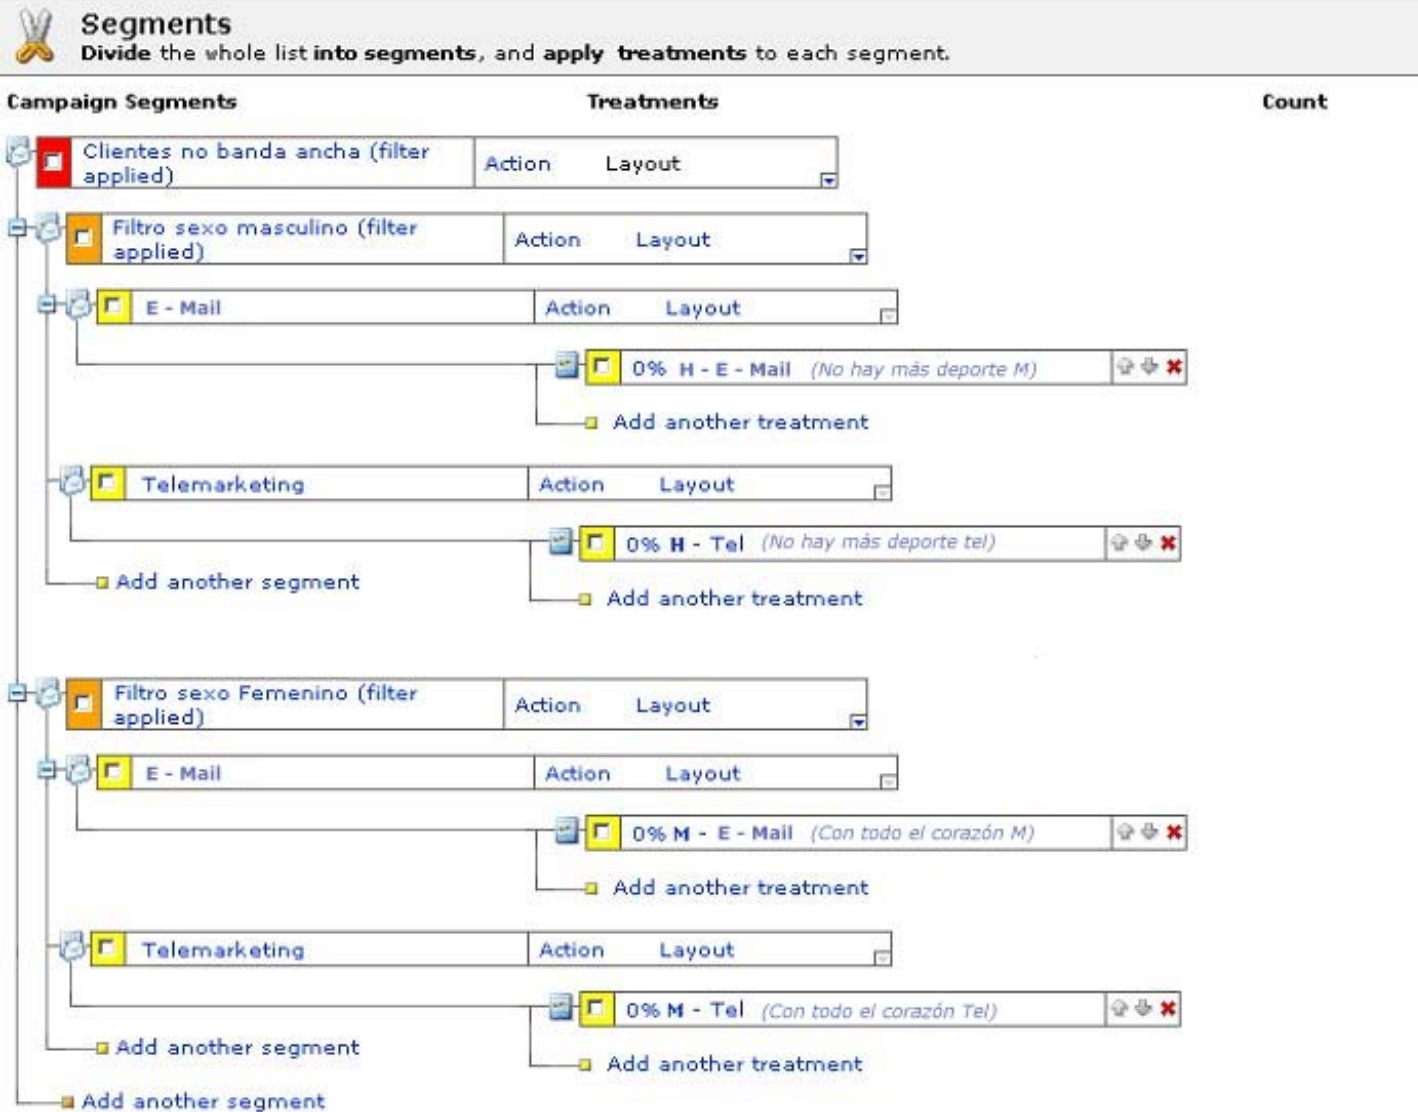 Segments
Divide the whole list into segments, and apply treatments to each segment.
Campaign Segments Treatments Count
Clientes no banda ancha (filter
applied)
Action Layout
Filtro sexo masculino (filter
applied)
Action Layout
E - Mail Action Layout
0% H - E - Mail (No hay más deporte M)
Add another treatment
Telemarketing Action Layout
0% H - Tel (No hay más deporte tel)
Add another segment
Add another treatment
Filtro sexo Femenino (filter
applied)
Action Layout
E - Mail Action Layout
0% M - E - Mail (Con todo el corazón M)
Add another treatment
Telemarketing Action Layout
0% M - Tel (Con todo el corazón Tel)
Add another segment
Add another treatment
Add another segment